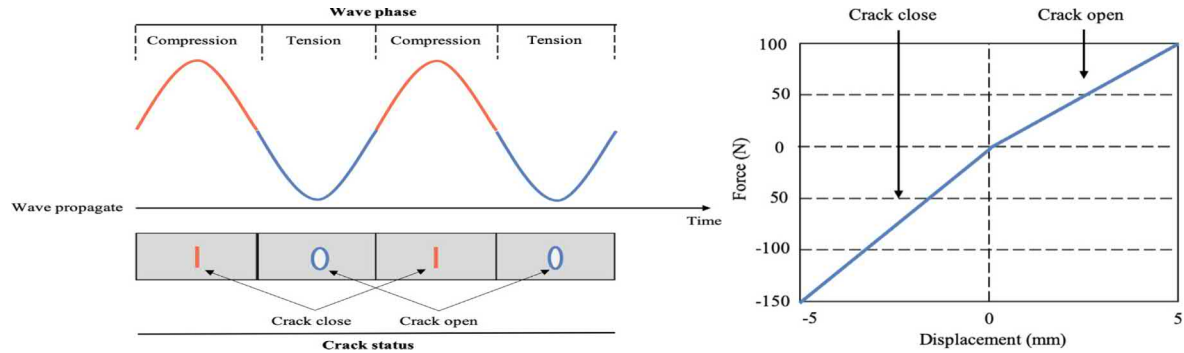 Wave phase
Compression Tension Compression Tension
Wave propagate
Time
I O I O
Crack close Crack open
Crack status
Crack close Crack open
100
50
0
50
-100
-150
Force (N)
-5 0 5
Displacement (mm)